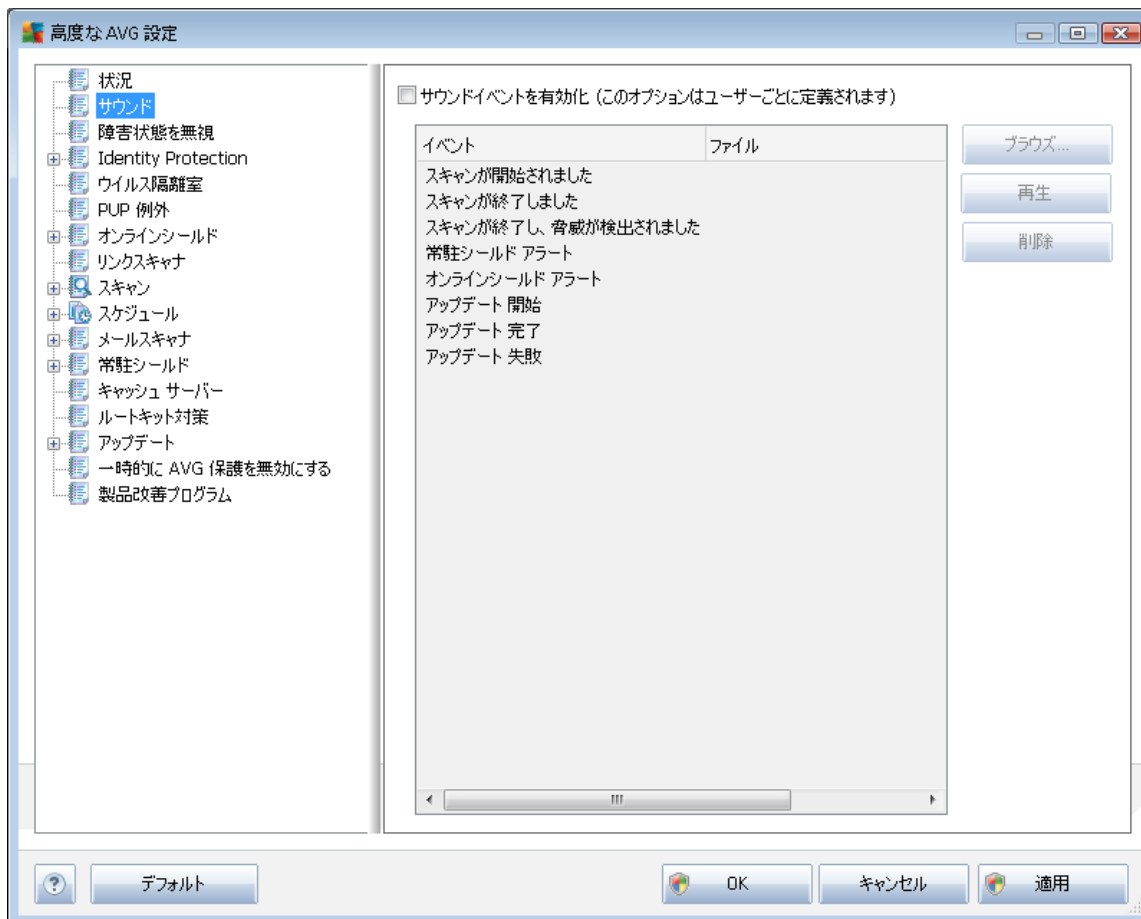 高度な AVG 設定
状況
サウンド
障害状態を無視
Identity Protection
ウイルス隔離室
PUP 例外
オンラインシールド
リンクスキャナ
スキャン
スケジュール
メールスキャナ
常駐シールド
キャッシュ サーバー
ルートキット対策
アップデート
一時的に AVG 保護を無効にする
製品改善プログラム
サウンドイベントを有効化 (このオプションはユーザーごとに定義されます)
イベント ファイル
スキャンが開始されました
スキャンが終了しました
スキャンが終了し、脅威が検出されました
常駐シールド アラート
オンラインシールド アラート
アップデート 開始
アップデート 完了
アップデート 失敗
ブラウズ...
再生
削除
? デフォルト OK キャンセル 適用